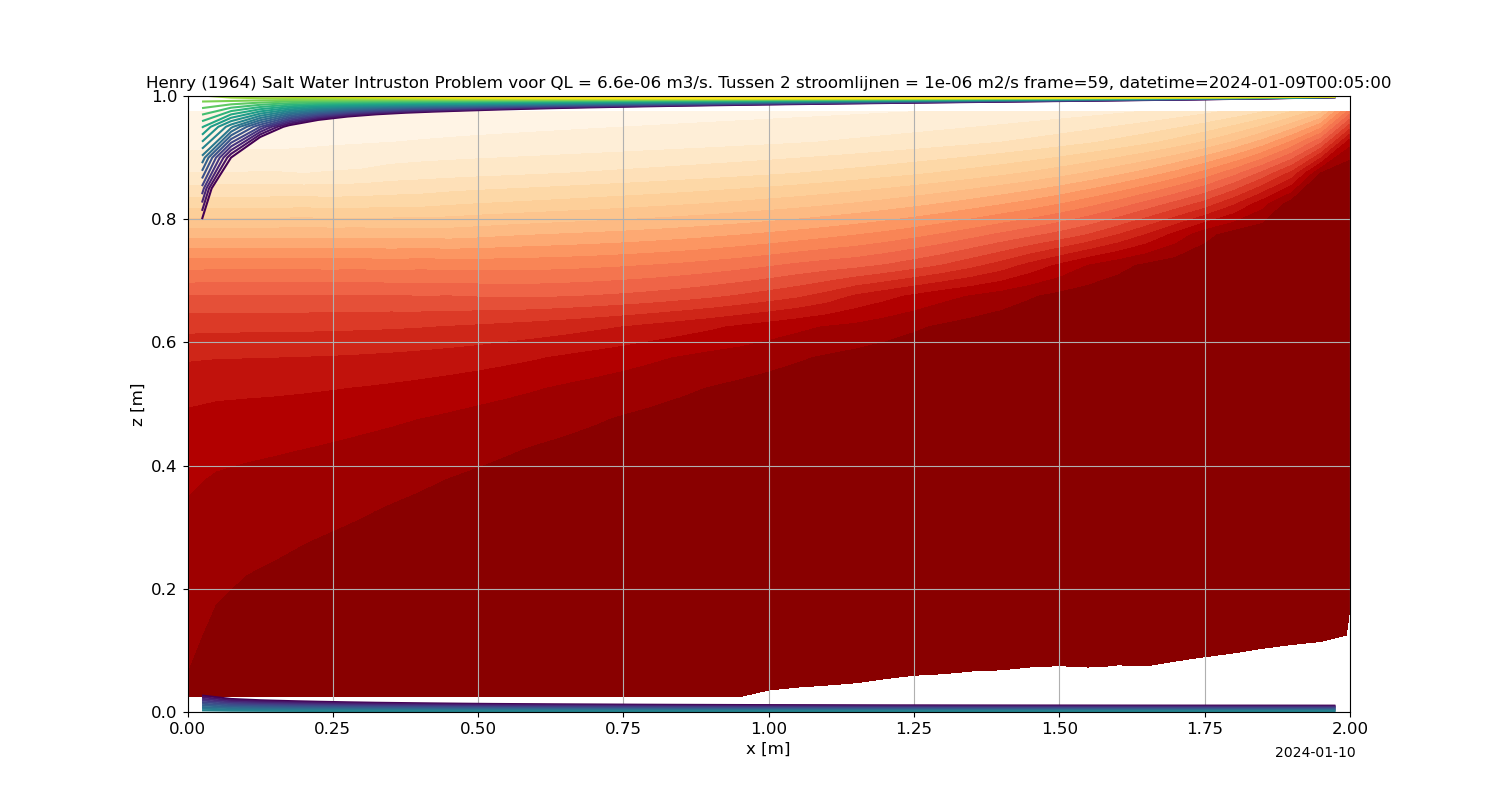 Henry (1964) Salt Water Intruston Problem voor QL = 6.6e-06 m3/s. Tussen 2 stroomlijnen = 1e-06 m2/s frame=59, datetime=2024-01-09T00:05:00
1.0
0.8
0.6
z [m]
0.4
0.2
0.0
0.00 0.25 0.50 0.75 1.00 1.25 1.50 1.75 2.00
x [m]
2024-01-10